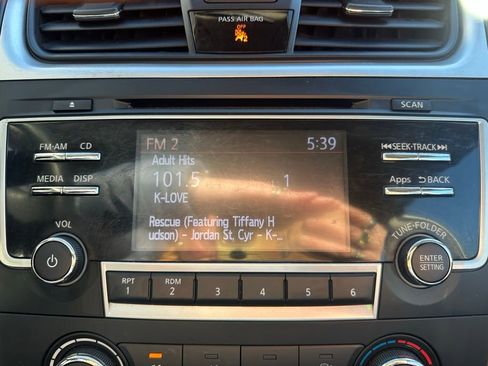 PASS AIR BAG
OFF
2
SCAN
FM-AM CD
MEDIA DISP
VOL
FM 2 5:39
Adult Hits
101.5 1
K-LOVE
Rescue (Featuring Tiffany H
udson) - Jordan St. Cyr - K-...
SEEK-TRACK
Apps BACK
TUNE-FOLDER
ENTER
SETTING
RPT
1
RDM
2
3
4
5
6